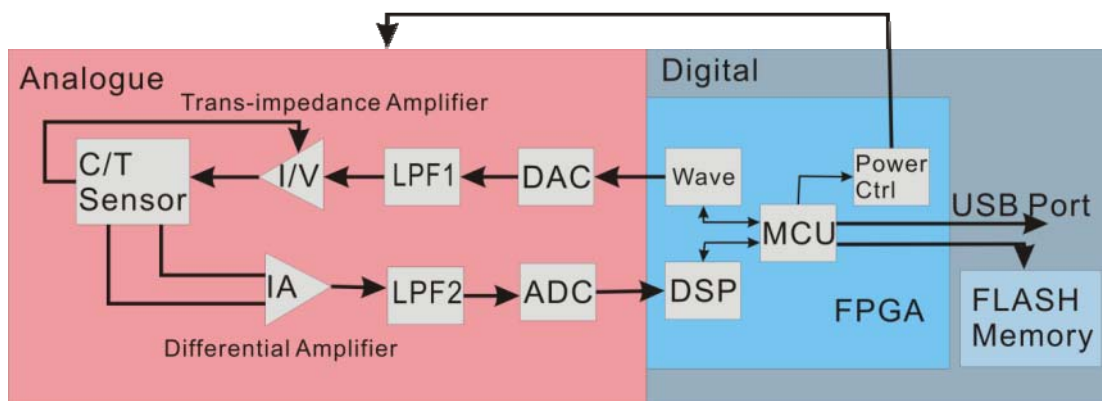 Analogue
Digital
Trans-impedance Amplifier
C/T
Sensor
I/V
LPF1
DAC
Wave
Power
Ctrl
USB Port
MCU
IA
LPF2
ADC
DSP
FPGA
FLASH
Memory
Differential Amplifier